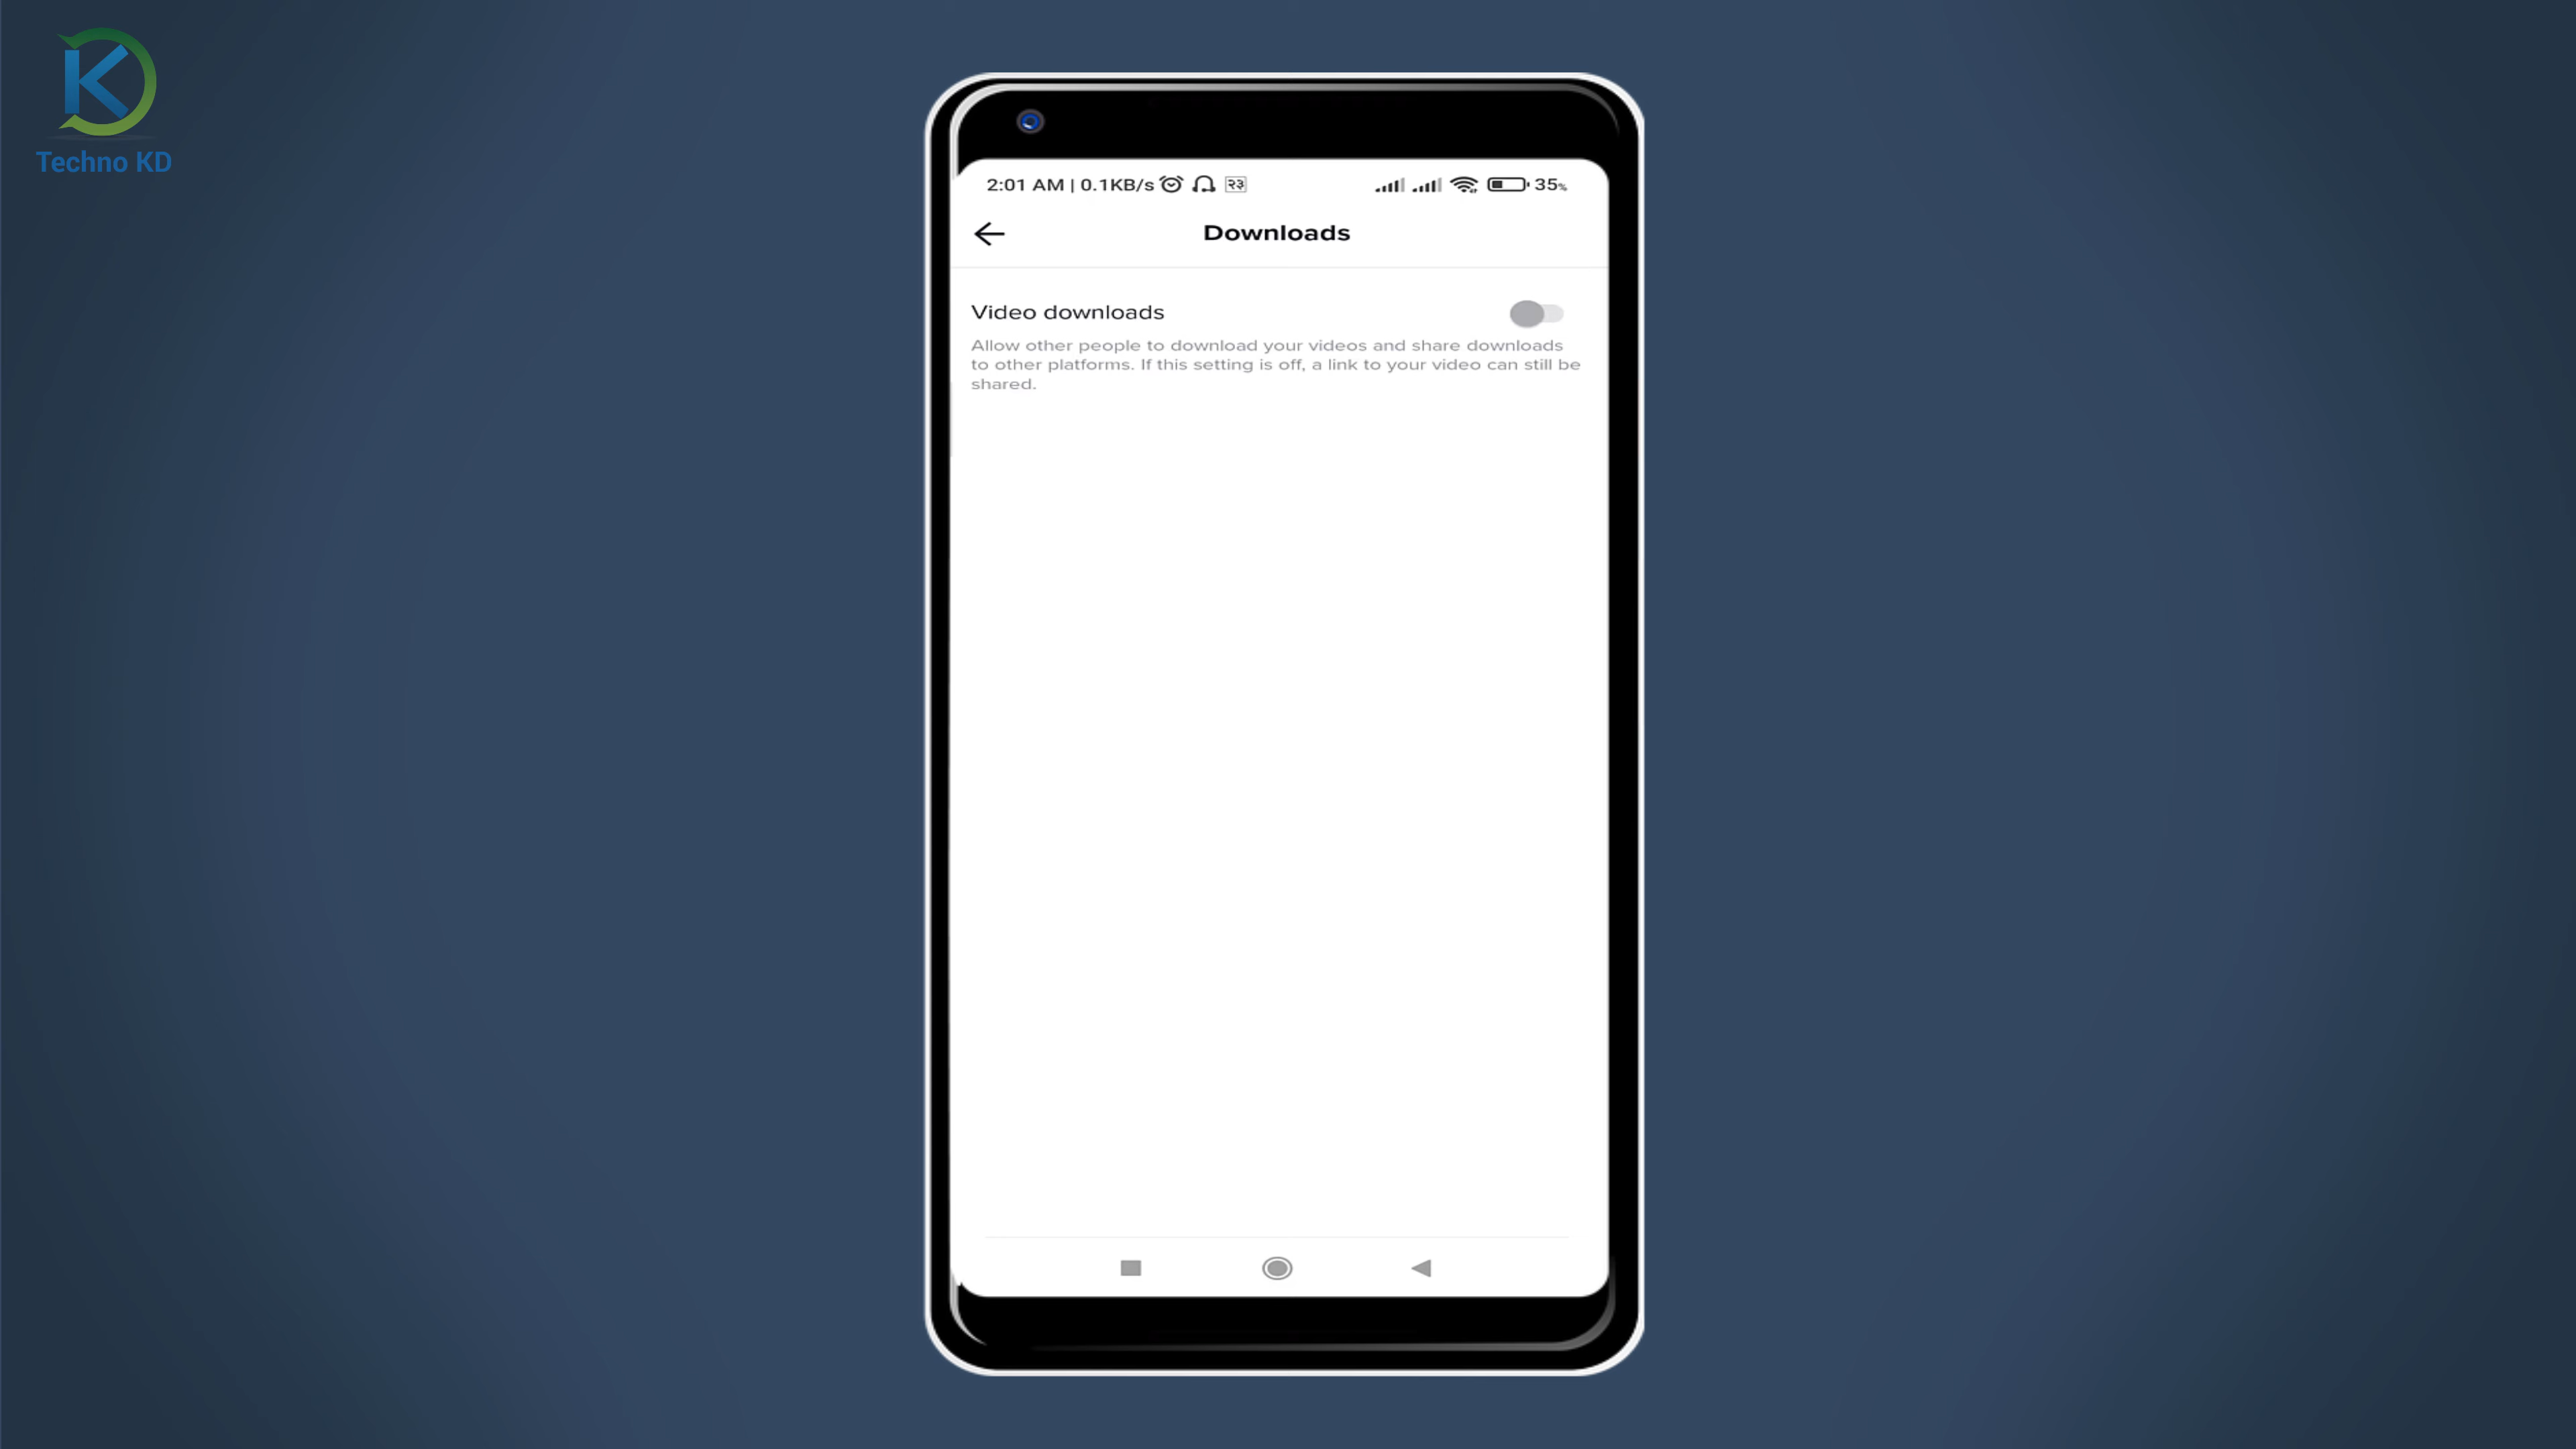 Techno KD
2:01 AM | 0.1KB/s २३ 35%
Downloads
Video downloads
Allow other people to download your videos and share downloads
to other platforms. If this setting is off, a link to your video can still be
shared.